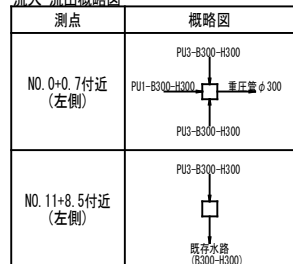 流入・流出概略図
測点
概略図
NO.0+0.7付近
(左側)
PU3-B300-H300
PU1-B300-H300
重圧管φ300
PU3-B300-H300
NO.11+8.5付近
(左側)
PU3-B300-H300
既存水路
(B300-H300)